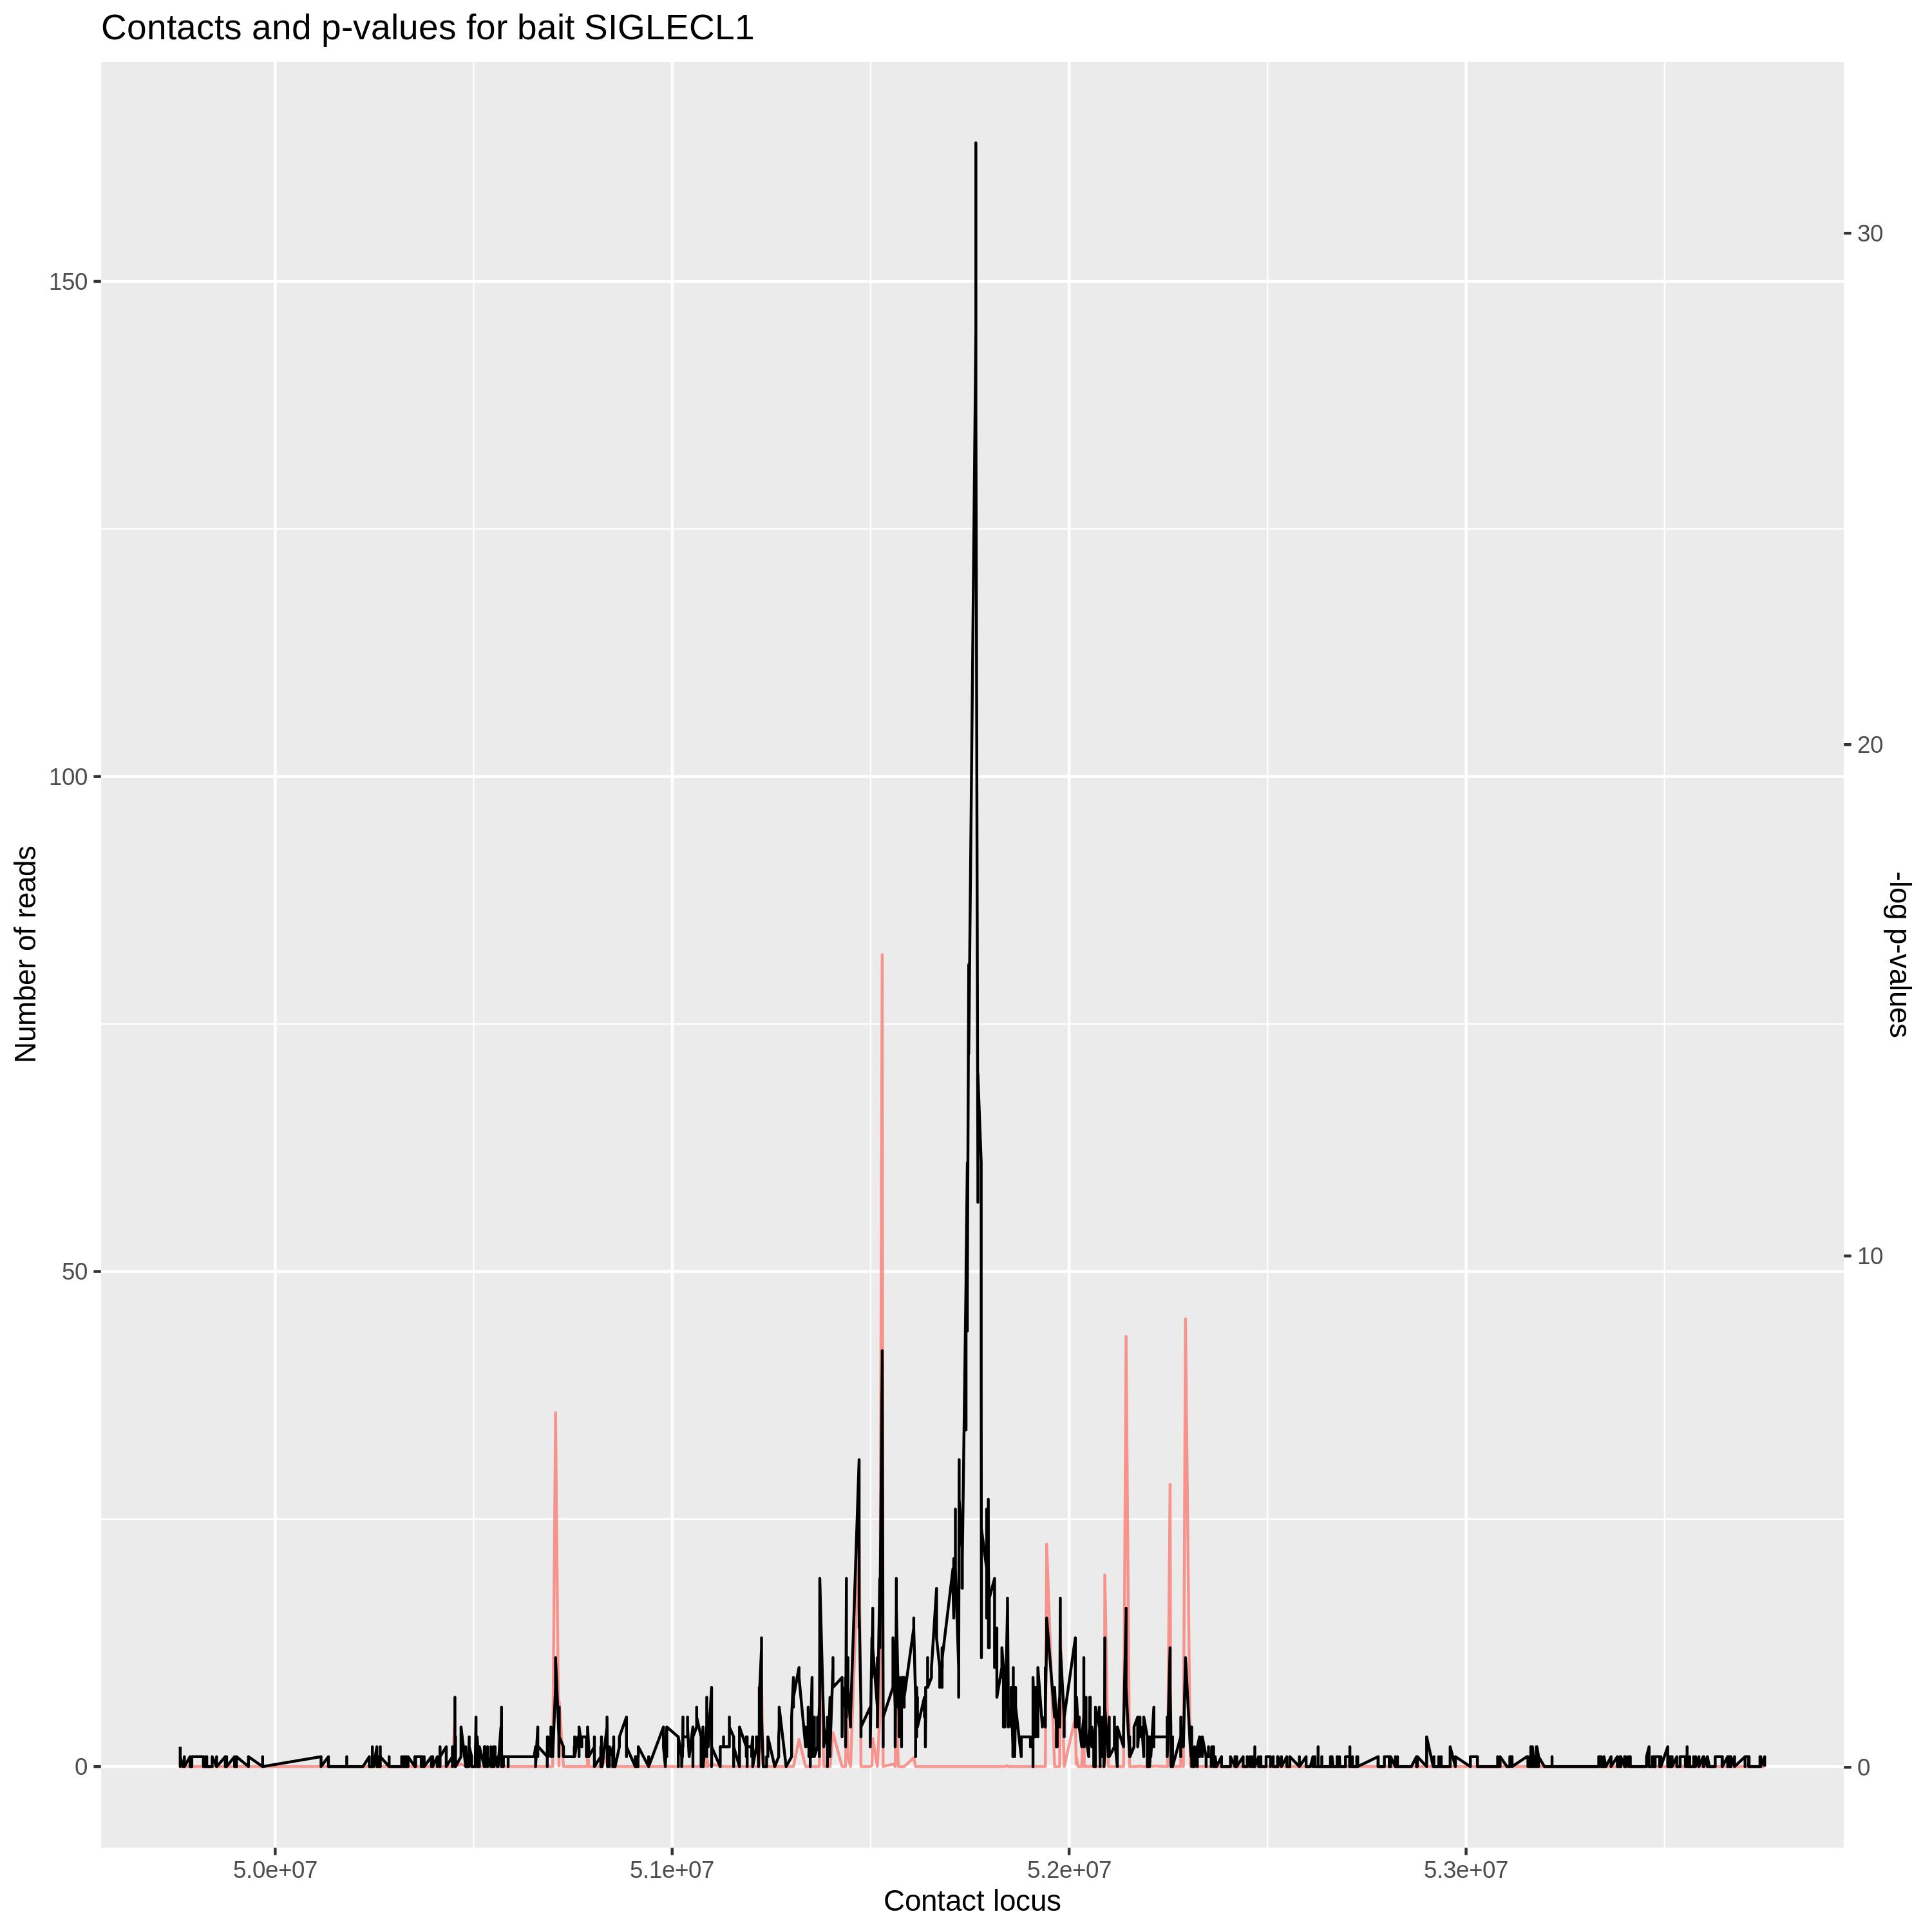 Contacts and p-values for bait SIGLECL1
150
100
50
0
Number of reads
30
20
10
0
-log p-values
5.0e+07
5.1e+07
5.2e+07
5.3e+07
Contact locus